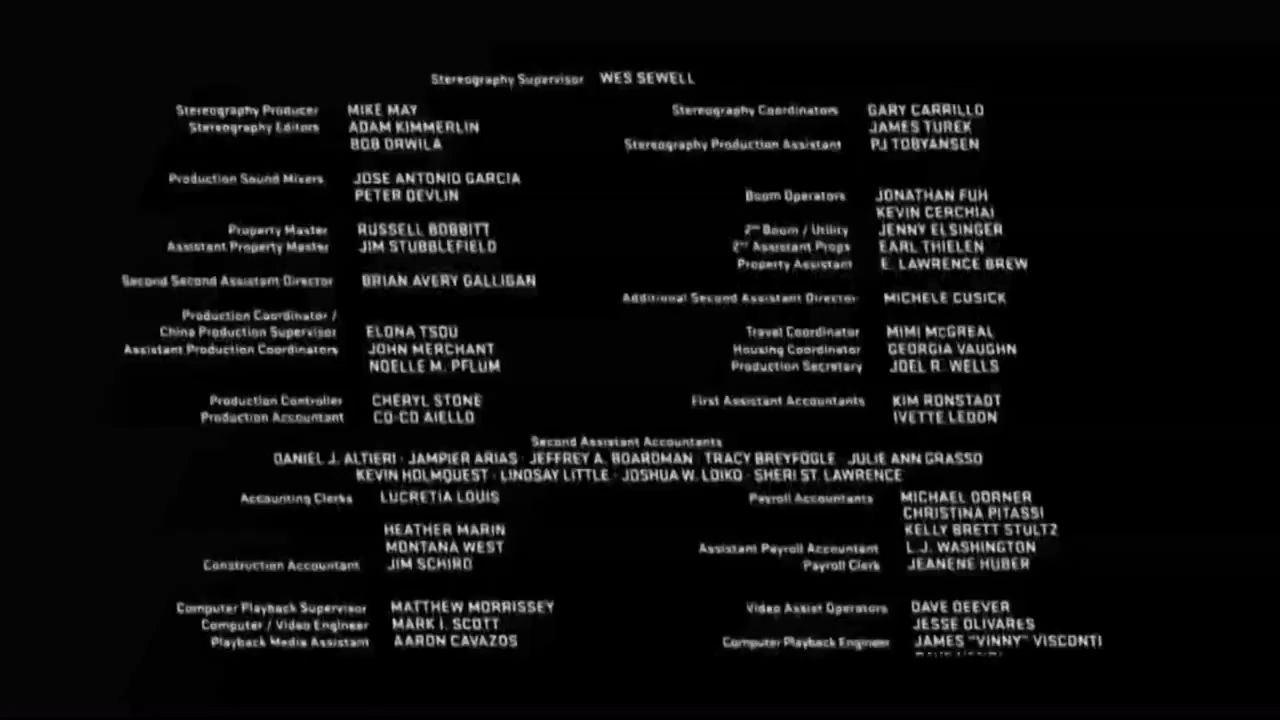 Stereography Supervisor WES SEWELL
Stereography Producer MIKE MAY Stereography Coordinators GARY CARRILLO
Stereography Editors ADAM KIMMERLIN JAMES TUREK
BOB DRWILA Stereography Production Assistant PJ TOBYANSEN
Production Sound Mixers JOSE ANTONIO GARCIA
PETER DEVLIN Boom Operators JONATHAN FUH
KEVIN CERCHIAI
Property Master RUSSELL BOBBITT 2nd Boom / Utility JENNY ELSINGER
Assistant Property Master JIM STUBBLEFIELD 2nd Assistant Props EARL THIELEN
Property Assistant E. LAWRENCE BREW
Second Second Assistant Director BRIAN AVERY GALLIGAN
Additional Second Assistant Director MICHELE CUSICK
Production Coordinator /
China Production Supervisor ELONA TSOU Travel Coordinator MIMI McGREAL
Assistant Production Coordinators JOHN MERCHANT Housing Coordinator GEORGIA VAUGHN
NOELLE M. PFLUM Production Secretary JOEL R. WELLS
Production Controller CHERYL STONE First Assistant Accountants KIM RONSTADT
Production Accountant CO-CO AIELLO IVETTE LEDON
Second Assistant Accountants
DANIEL J. ALTIERI · JAMPIER ARIAS · JEFFREY A. BOARDMAN · TRACY BREYFOGLE · JULIE ANN GRASSO
KEVIN HOLMQUEST · LINDSAY LITTLE · JOSHUA W. LOIKO · SHERI ST. LAWRENCE
Accounting Clerks LUCRETIA LOUIS Payroll Accountants MICHAEL DORNER
CHRISTINA PITASSI
HEATHER MARIN KELLY BRETT STULTZ
MONTANA WEST Assistant Payroll Accountant L.J. WASHINGTON
Construction Accountant JIM SCHIRO Payroll Clerk JEANENE HUBER
Computer Playback Supervisor MATTHEW MORRISSEY Video Assist Operators DAVE DEEVER
Computer / Video Engineer MARK I. SCOTT JESSE OLIVARES
Playback Media Assistant AARON CAVAZOS Computer Playback Engineer JAMES "VINNY" VISCONTI